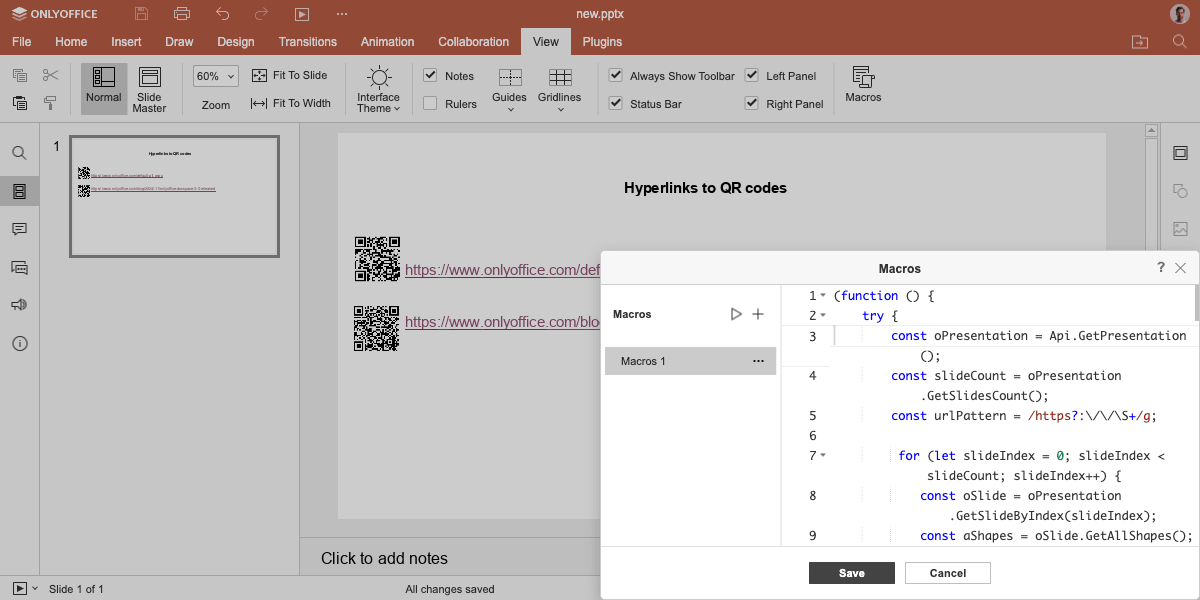 ONLYOFFICE
new.pptx
File Home Insert Draw Design Transitions Animation Collaboration View Plugins
Normal
Slide Master
60%
Zoom
Fit To Slide
Fit To Width
Interface Theme
Notes
Rulers
Guides
Gridlines
Always Show Toolbar
Status Bar
Left Panel
Right Panel
Macros
1
Hyperlinks to QR codes
Hyperlinks to QR codes
https://www.onlyoffice.com/def
https://www.onlyoffice.com/blo
Click to add notes
Macros
?
Macros
Macros 1
1 (function () {
2 try {
3 const oPresentation = Api.GetPresentation
();
4 const slideCount = oPresentation
.GetSlidesCount();
5 const urlPattern = /https?:\/\/\S+/g;
6
7 for (let slideIndex = 0; slideIndex <
slideCount; slideIndex++) {
8 const oSlide = oPresentation
.GetSlideByIndex(slideIndex);
9 const aShapes = oSlide.GetAllShapes();
Save
Cancel
Slide 1 of 1
All changes saved